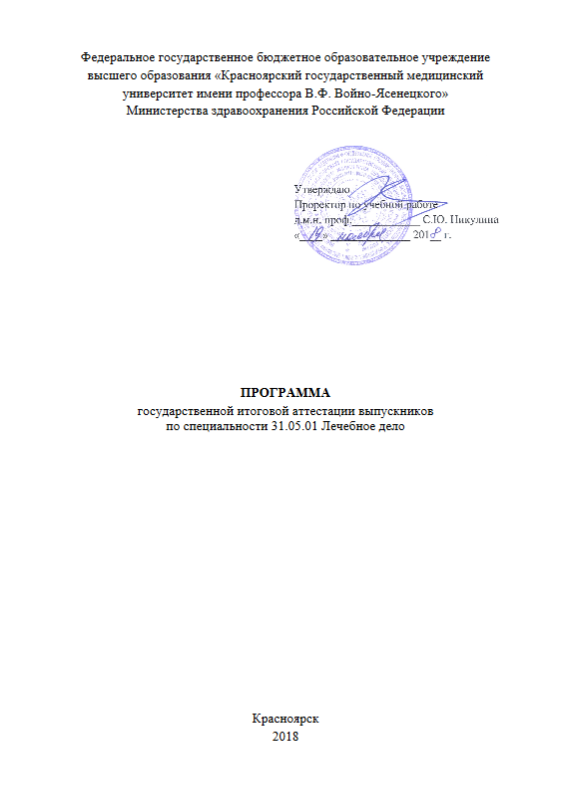 Федеральное государственное бюджетное образовательное учреждение
высшего образования «Красноярский государственный медицинский
университет имени профессора В.Ф. Войно-Ясенецкого»
Министерства здравоохранения Российской Федерации
Утверждаю
Проректор по учебной работе
д.м.н. проф. С.Ю. Никулина
«19» ноября 2018 г.
ПРОГРАММА
государственной итоговой аттестации выпускников
по специальности 31.05.01 Лечебное дело
Красноярск
2018